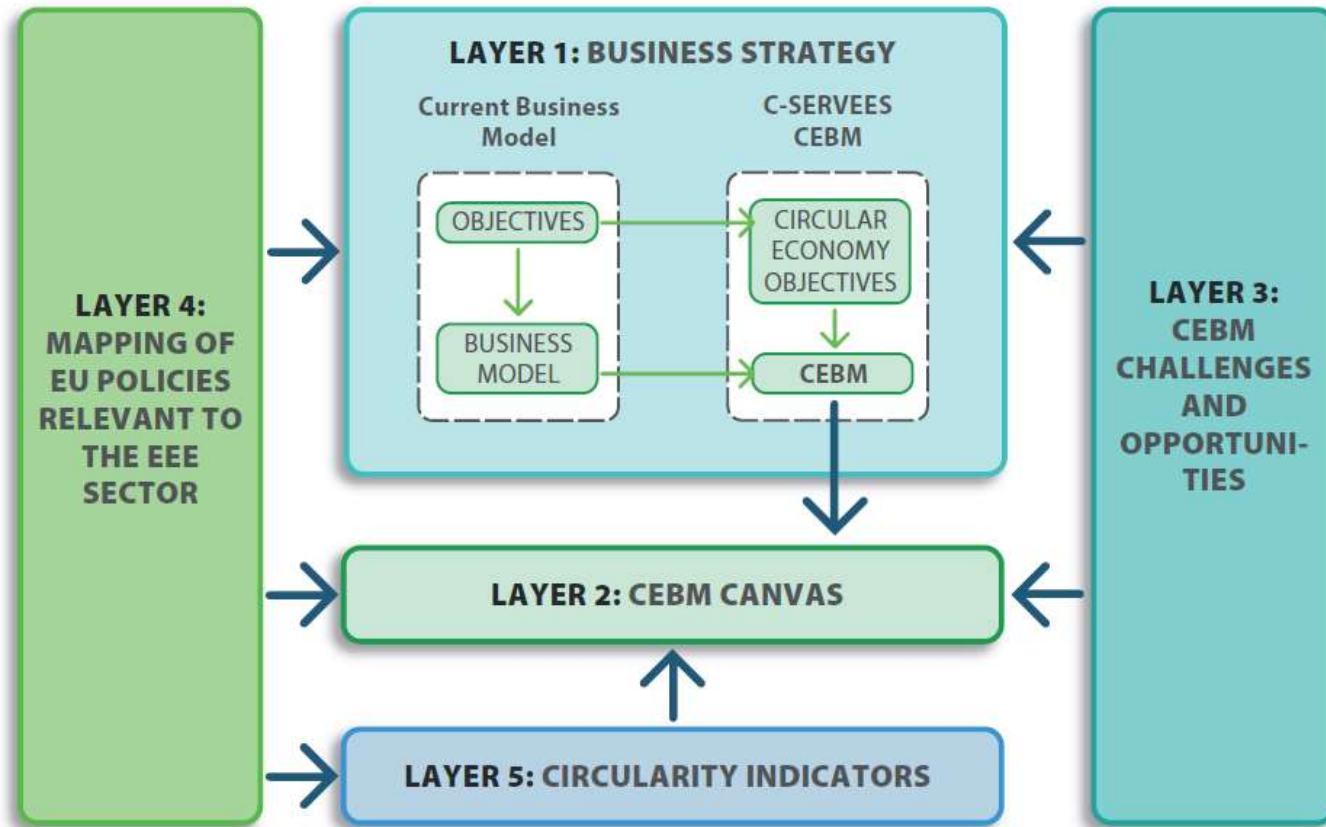 LAYER 1: BUSINESS STRATEGY
Current Business
Model
C-SERVEES
CEBM
OBJECTIVES
CIRCULAR
ECONOMY
OBJECTIVES
BUSINESS
MODEL
CEBM
LAYER 4:
MAPPING OF
EU POLICIES
RELEVANT TO
THE EEE
SECTOR
LAYER 3:
CEBM
CHALLENGES
AND
OPPORTUNI-
TIES
LAYER 2: CEBM CANVAS
LAYER 5: CIRCULARITY INDICATORS